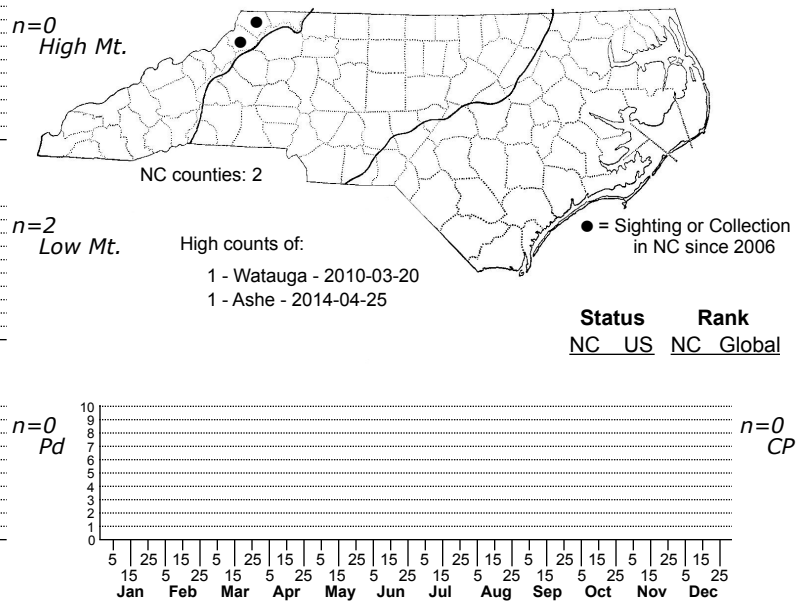 n=0
High Mt.
NC counties: 2
n=2
Low Mt.
High counts of:
1 - Watauga - 2010-03-20
1 - Ashe - 2014-04-25
= Sighting or Collection
in NC since 2006
Status Rank
NC US NC Global
n=0
Pd
10
9
8
7
6
5
4
3
2
1
0
n=0
CP
5 25 15 5 25 15 5 25 15 5 25 15 5 25 15 5 25 15
15 5 25 15 5 25 15 5 25 15 5 25 15 5 25 15 5 25
Jan Feb Mar Apr May Jun Jul Aug Sep Oct Nov Dec